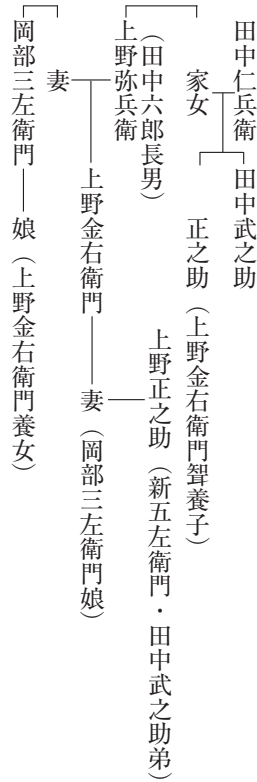 田中仁兵衛
田中武之助
家女
正之助（上野金右衛門聟養子）
（田中六郎長男）
上野弥兵衛
上野正之助（新五左衛門・田中武之助弟）
妻
上野金右衛門
妻（岡部三左衛門娘）
岡部三左衛門
娘（上野金右衛門養女）